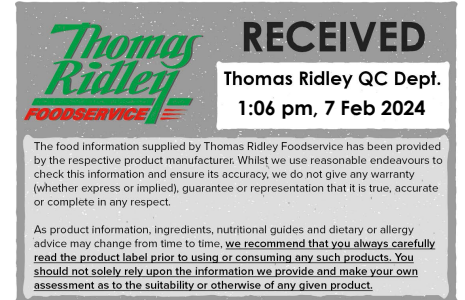 Thomas
Ridley
FOODSERVICE
RECEIVED
Thomas Ridley QC Dept.
1:06 pm, 7 Feb 2024
The food information supplied by Thomas Ridley Foodservice has been provided
by the respective product manufacturer. Whilst we use reasonable endeavours to
check this information and ensure its accuracy, we do not give any warranty
(whether express or implied), guarantee or representation that it is true, accurate
or complete in any respect.
As product information, ingredients, nutritional guides and dietary or allergy
advice may change from time to time, we recommend that you always carefully
read the product label prior to using or consuming any such products. You
should not solely rely upon the information we provide and make your own
assessment as to the suitability or otherwise of any given product.